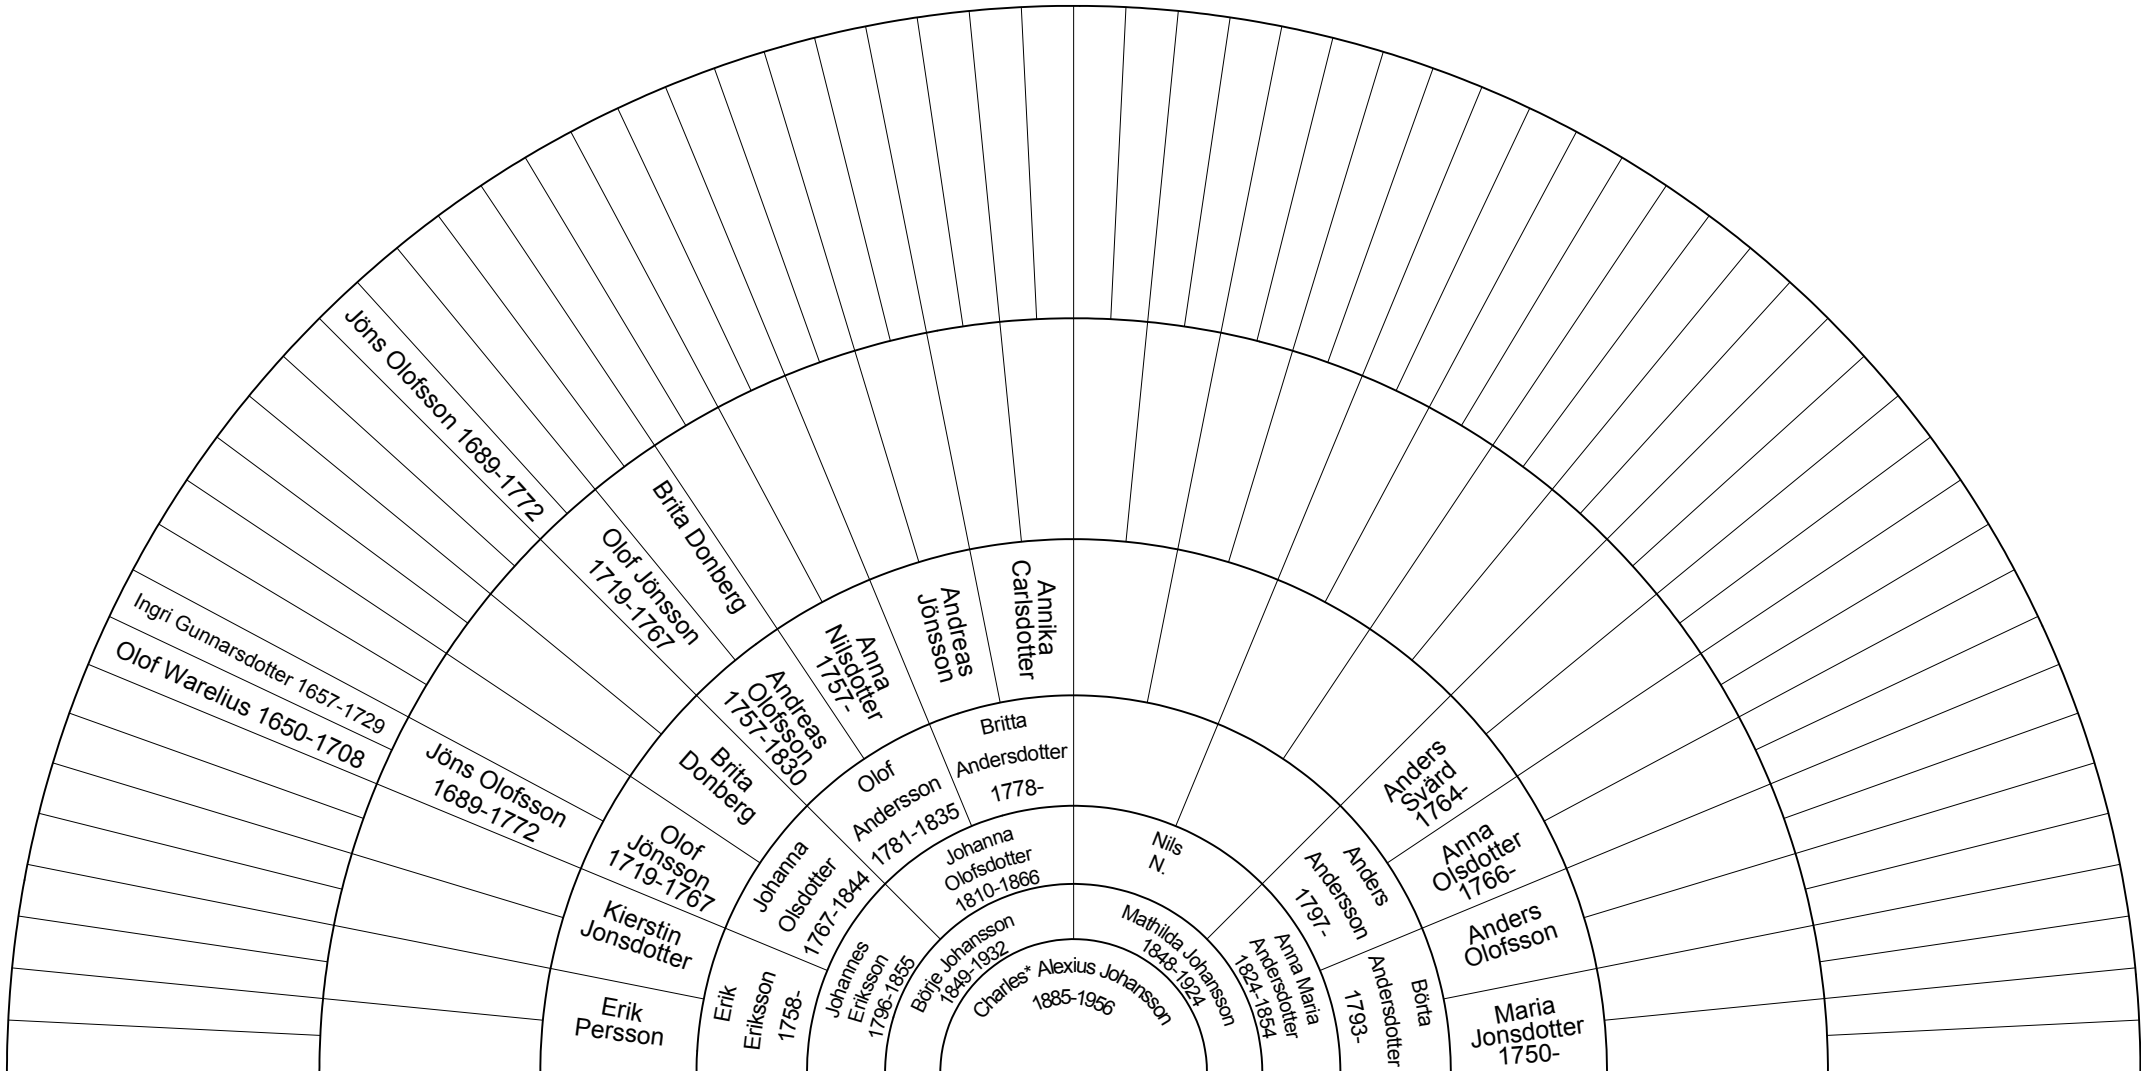 Charles* Alexius Johansson
1885-1956
Börje Johansson
1849-1932
Mathilda Johansson
1848-1924
Johannes
Eriksson
1796-1855
Johanna
Olofsdotter
1810-1866
Nils
N.
Anna Maria
Andersdotter
1824-1854
Erik
Eriksson
1758-
Johanna
Olsdotter
1767-1844
Olof
Andersson
1781-1835
Britta
Andersdotter
1778-
Anders
Andersson
1797-
Börta
Andersdotter
1793-
Erik
Persson
Kierstin
Jonsdotter
Olof
Jönsson
1719-1767
Brita
Donberg
Andreas
Olofsson
1757-1830
Anna
Nilsdotter
1757-
Andreas
Jönsson
Annika
Carlsdotter
Anders
Svärd
1764-
Anna
Olsdotter
1766-
Anders
Olofsson
Maria
Jonsdotter
1750-
Jöns Olofsson
1689-1772
Olof Jönsson
1719-1767
Brita Donberg
Olof Warelius 1650-1708
Ingri Gunnarsdotter 1657-1729
Jöns Olofsson 1689-1772